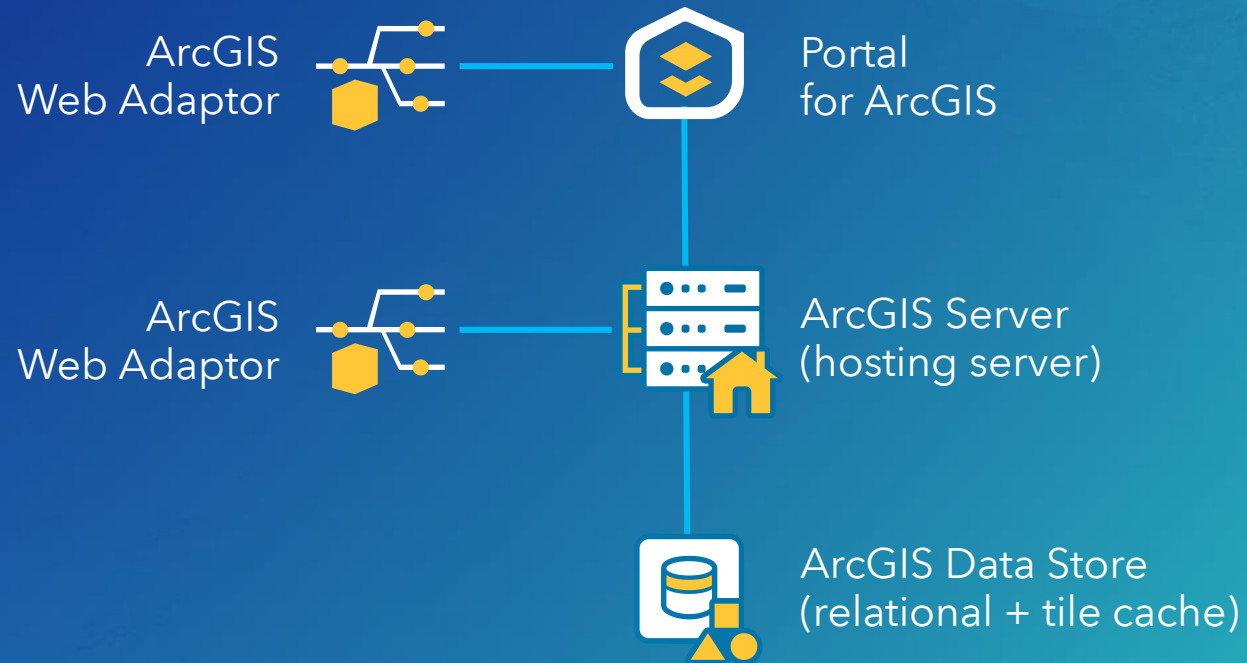 ArcGIS
Web Adaptor
Portal
for ArcGIS
ArcGIS
Web Adaptor
ArcGIS Server
(hosting server)
ArcGIS Data Store
(relational + tile cache)